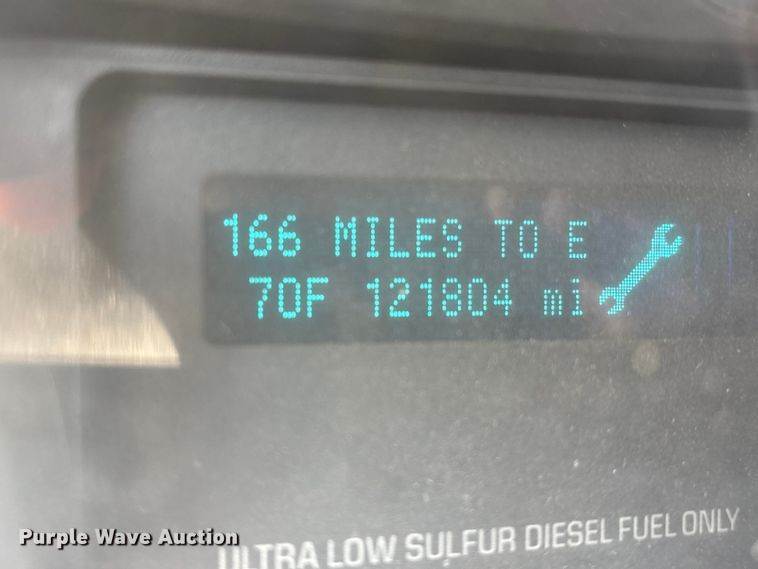 166 MILES TO E
70F 121804 mi
ULTRA LOW SULFUR DIESEL FUEL ONLY
Purple Wave Auction